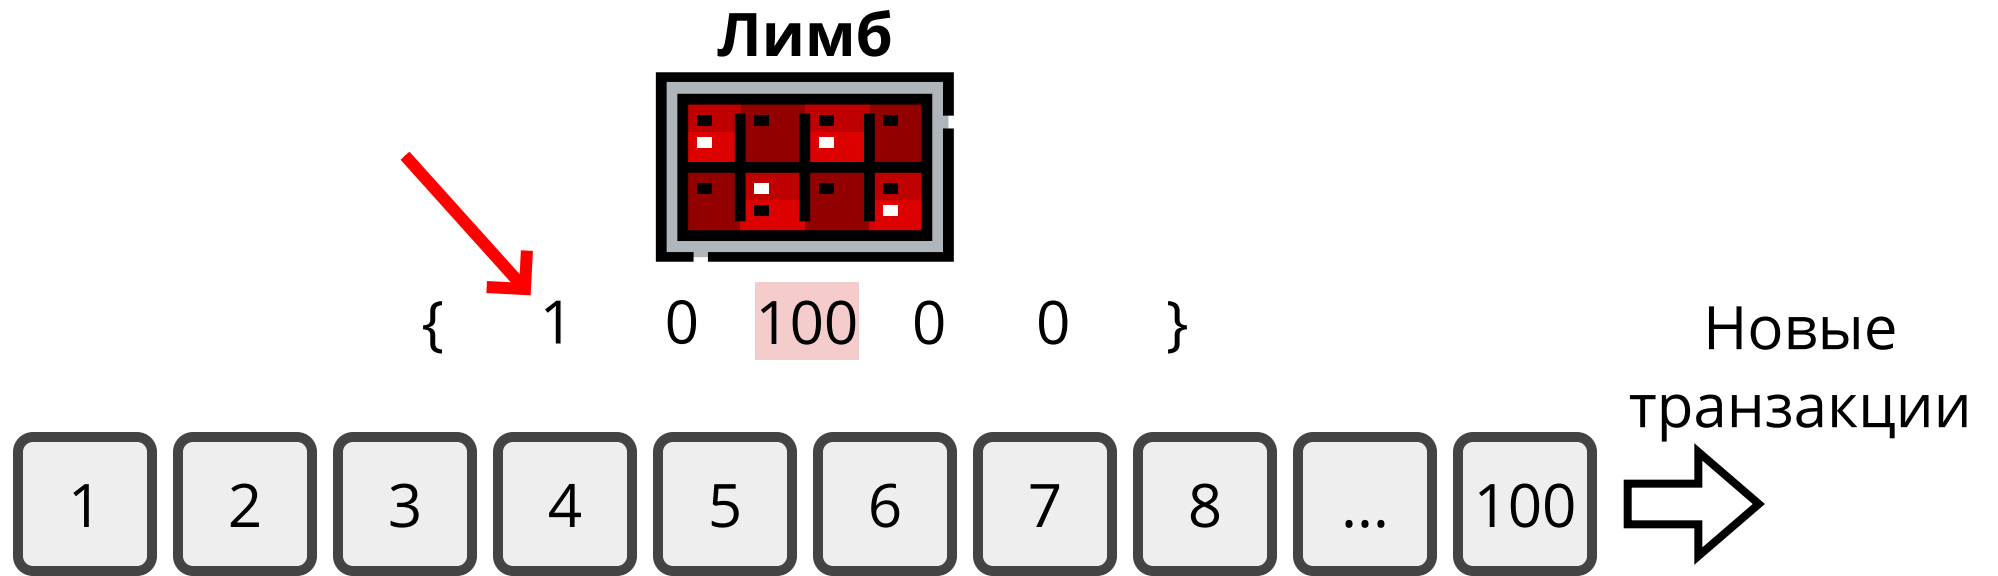 Лимб
{ 1 0 100 0 0 }
Новые
транзакции
1 2 3 4 5 6 7 8 ... 100